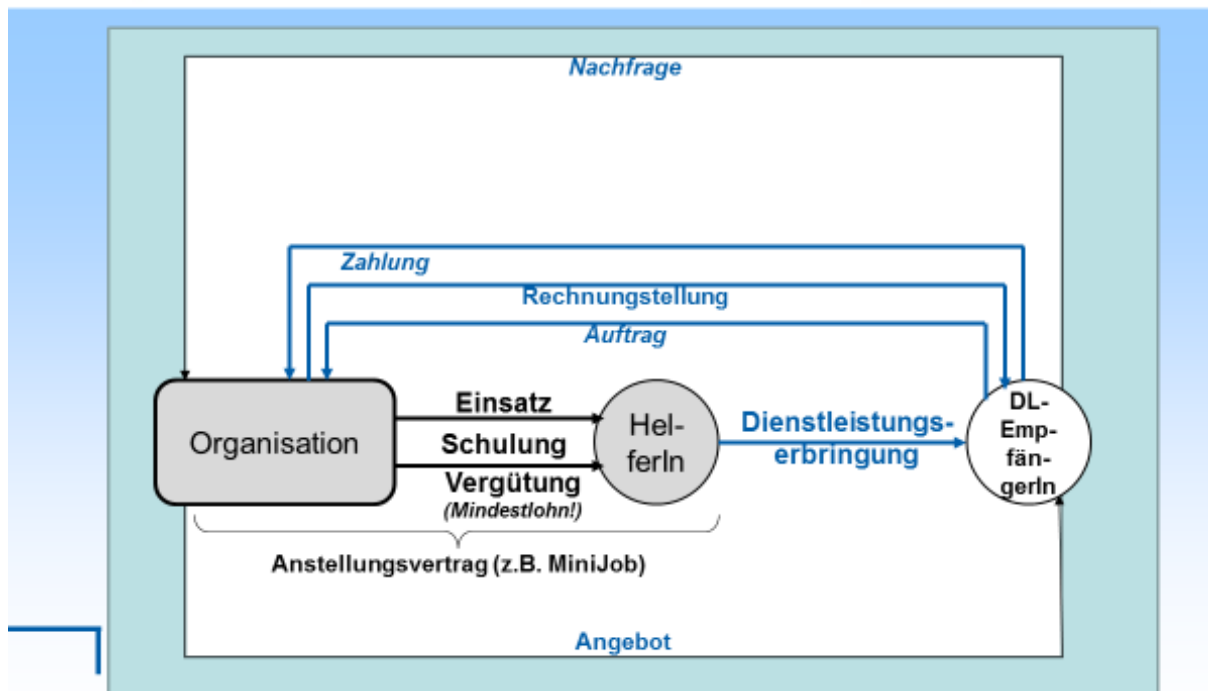 Nachfrage
Zahlung
Rechnungstellung
Auftrag
Organisation
Einsatz
Schulung
Vergütung
(Mindestlohn!)
Hel-
ferIn
Dienstleistungs-
erbringung
DL-
Emp-
fän-
gerIn
Anstellungsvertrag (z.B. MiniJob)
Angebot